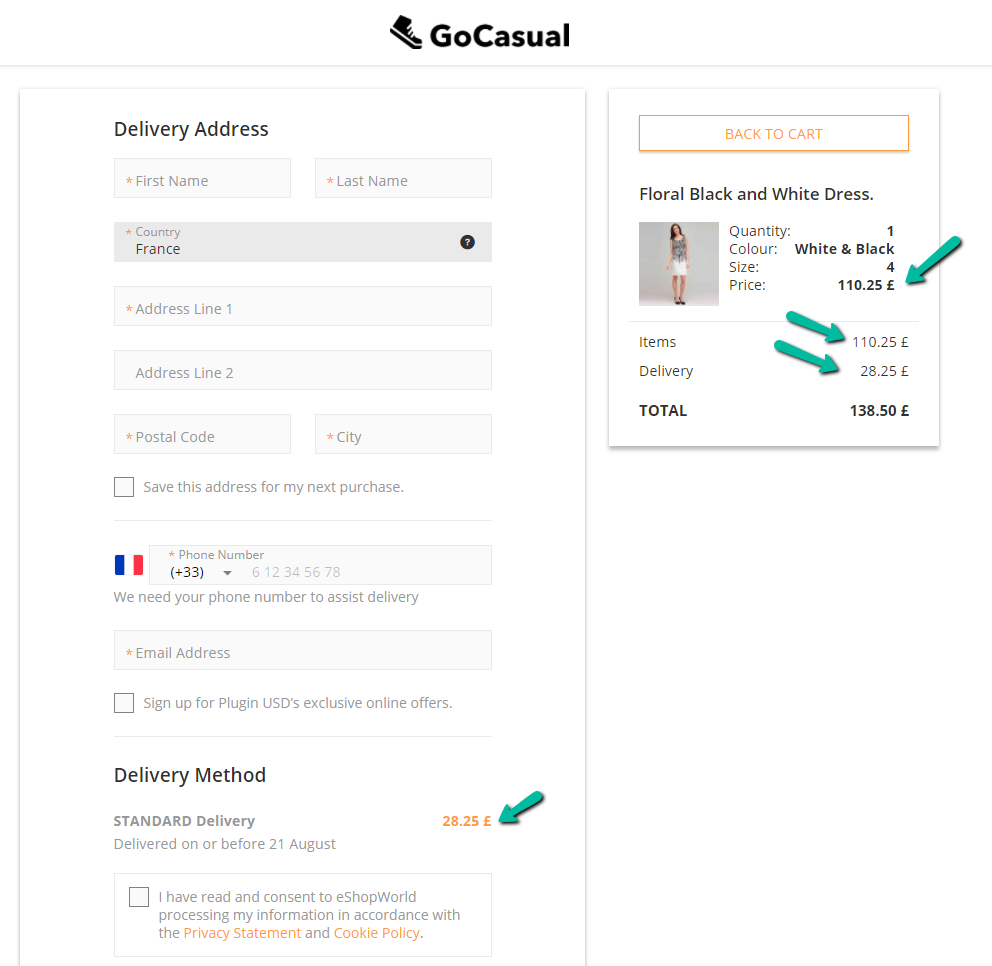 GoCasual
Delivery Address
* First Name
* Last Name
* Country
France
?
* Address Line 1
Address Line 2
* Postal Code
* City
Save this address for my next purchase.
* Phone Number
(+33)
6 12 34 56 78
We need your phone number to assist delivery
* Email Address
Sign up for Plugin USD's exclusive online offers.
Delivery Method
STANDARD Delivery 28.25 £
Delivered on or before 21 August
I have read and consent to eShopWorld
processing my information in accordance with
the Privacy Statement and Cookie Policy.
BACK TO CART
Floral Black and White Dress.
Quantity: 1
Colour: White & Black
Size: 4
Price: 110.25 £
Items 110.25 £
Delivery 28.25 £
TOTAL 138.50 £